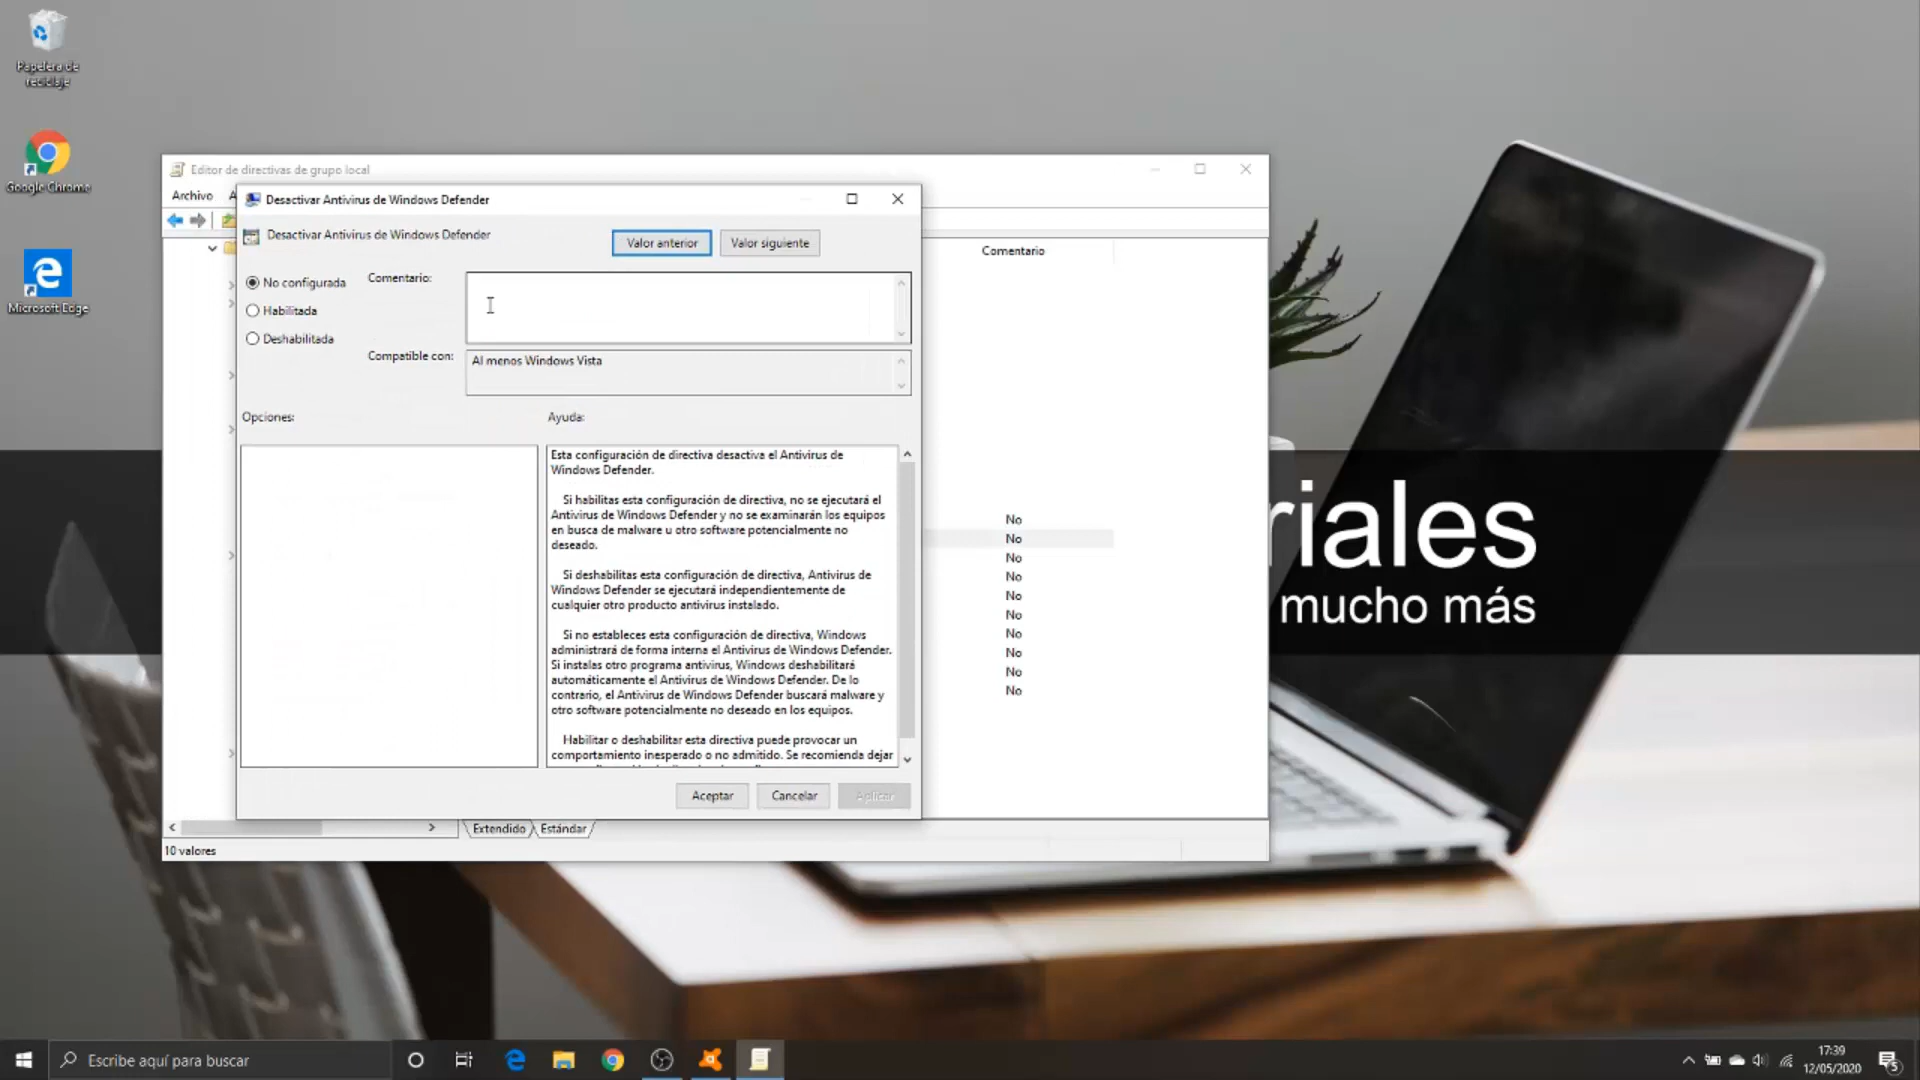 Papelera de
reciclaje
Google Chrome
Microsoft Edge
Editor de directivas de grupo local
Archivo A
Desactivar Antivirus de Windows Defender
Desactivar Antivirus de Windows Defender
Valor anterior
Valor siguiente
No configurada
Habilitada
Deshabilitada
Comentario:
Compatible con:
Al menos Windows Vista
Opciones:
Ayuda:
Esta configuración de directiva desactiva el Antivirus de
Windows Defender.
Si habilitas esta configuración de directiva, no se ejecutará el
Antivirus de Windows Defender y no se examinarán los equipos
en busca de malware u otro software potencialmente no
deseado.
Si deshabilitas esta configuración de directiva, Antivirus de
Windows Defender se ejecutará independientemente de
cualquier otro producto antivirus instalado.
Si no estableces esta configuración de directiva, Windows
administrará de forma interna el Antivirus de Windows Defender.
Si instalas otro programa antivirus, Windows deshabilitará
automáticamente el Antivirus de Windows Defender. De lo
contrario, el Antivirus de Windows Defender buscará malware y
otro software potencialmente no deseado en los equipos.
Habilitar o deshabilitar esta directiva puede provocar un
comportamiento inesperado o no admitido. Se recomienda dejar
Aceptar
Cancelar
Aplicar
Comentario
No
No
No
No
No
No
No
No
No
No
Extendido
Estándar
10 valores
riales
mucho más
Escribe aquí para buscar
17:39
12/05/2020
5